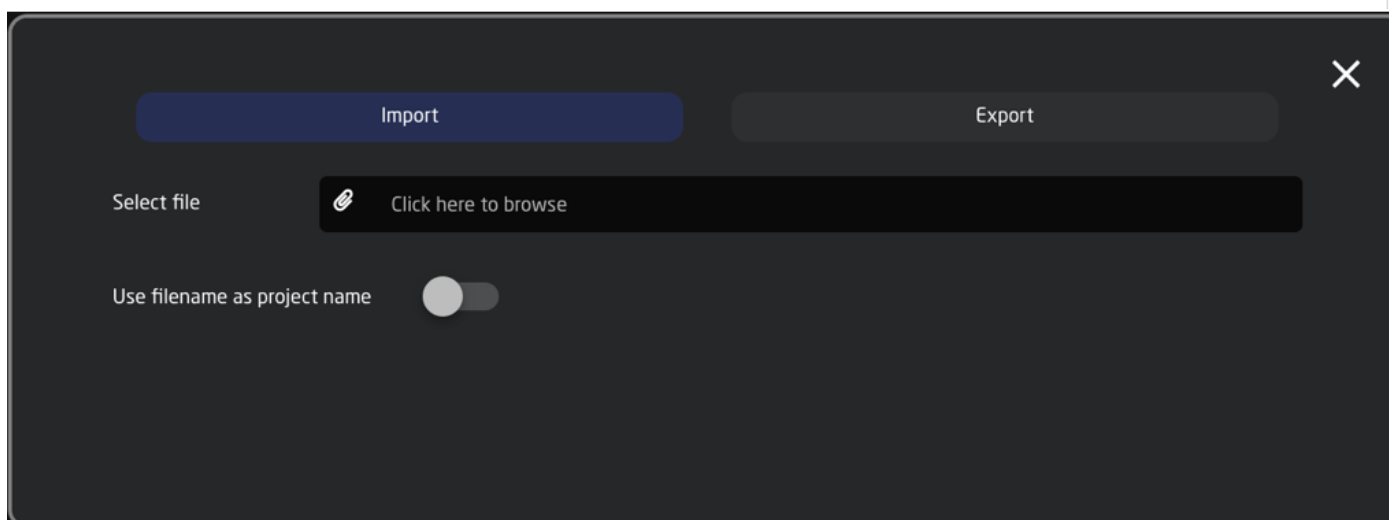 Import
Export
Select file
Click here to browse
Use filename as project name